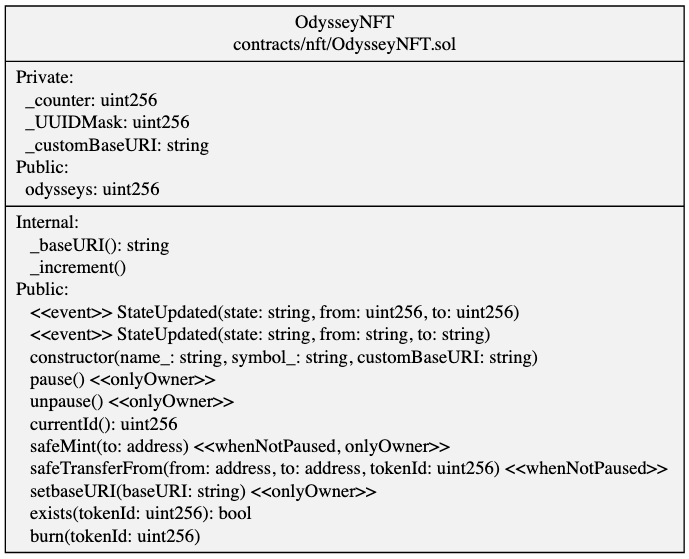 OdysseyNFT
contracts/nft/OdysseyNFT.sol
Private:
_counter: uint256
_UUIDMask: uint256
_customBaseURI: string
Public:
odysseys: uint256
Internal:
_baseURI(): string
_increment()
Public:
<<event>> StateUpdated(state: string, from: uint256, to: uint256)
<<event>> StateUpdated(state: string, from: string, to: string)
constructor(name_: string, symbol_: string, customBaseURI: string)
pause() <<onlyOwner>>
unpause() <<onlyOwner>>
currentId(): uint256
safeMint(to: address) <<whenNotPaused, onlyOwner>>
safeTransferFrom(from: address, to: address, tokenId: uint256) <<whenNotPaused>>
setbaseURI(baseURI: string) <<onlyOwner>>
exists(tokenId: uint256): bool
burn(tokenId: uint256)